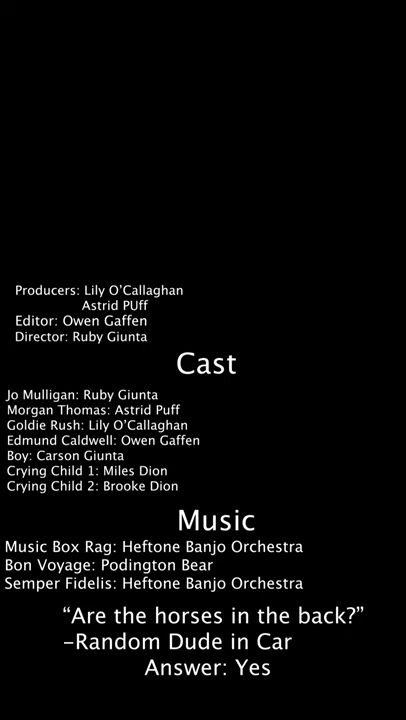 Producers: Lily O’Callaghan
Astrid PUff
Editor: Owen Gaffen
Director: Ruby Giunta
Cast
Jo Mulligan: Ruby Giunta
Morgan Thomas: Astrid Puff
Goldie Rush: Lily O’Callaghan
Edmund Caldwell: Owen Gaffen
Boy: Carson Giunta
Crying Child 1: Miles Dion
Crying Child 2: Brooke Dion
Music
Music Box Rag: Heftone Banjo Orchestra
Bon Voyage: Podington Bear
Semper Fidelis: Heftone Banjo Orchestra
“Are the horses in the back?”
–Random Dude in Car
Answer: Yes